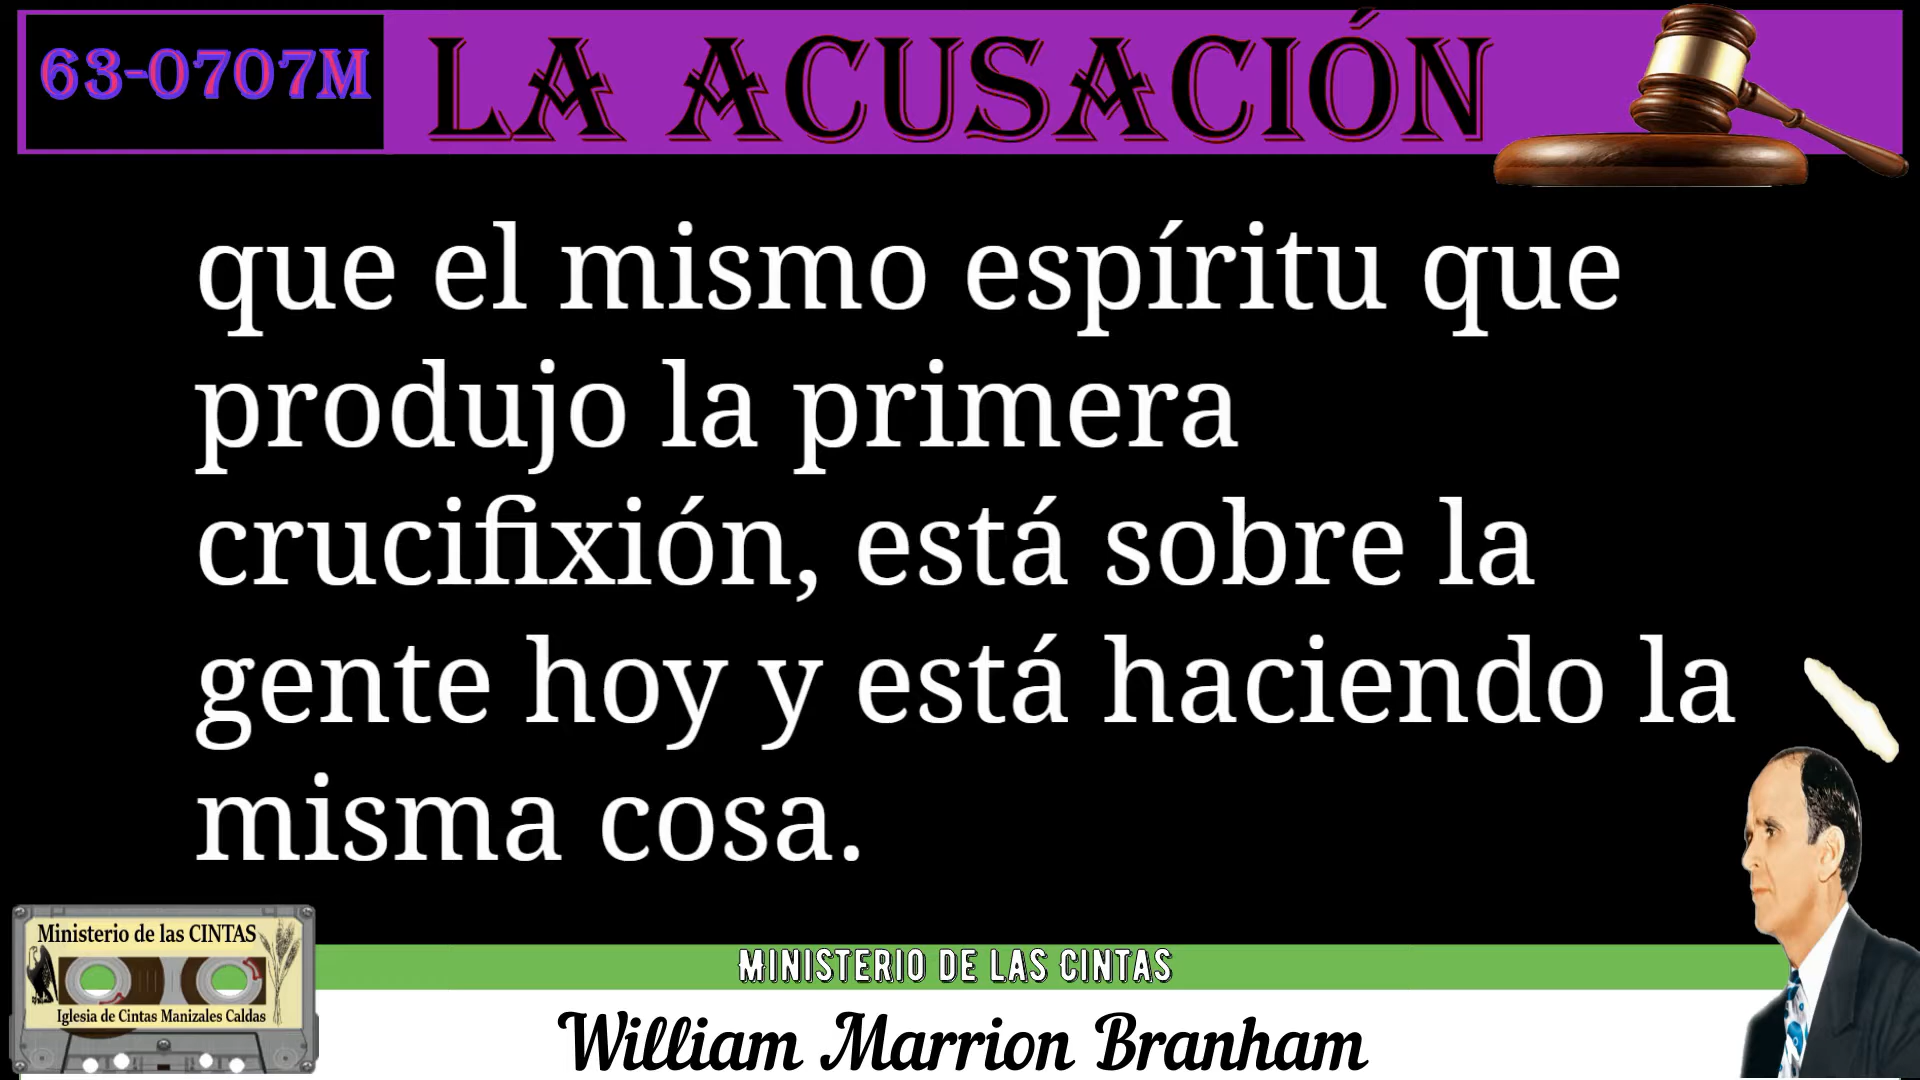 63-0707M
LA ACUSACIÓN
que el mismo espíritu que
produjo la primera
crucifixión, está sobre la
gente hoy y está haciendo la
misma cosa.
Ministerio de las CINTAS
Iglesia de Cintas Manizales Caldas
MINISTERIO DE LAS CINTAS
William Marrion Branham